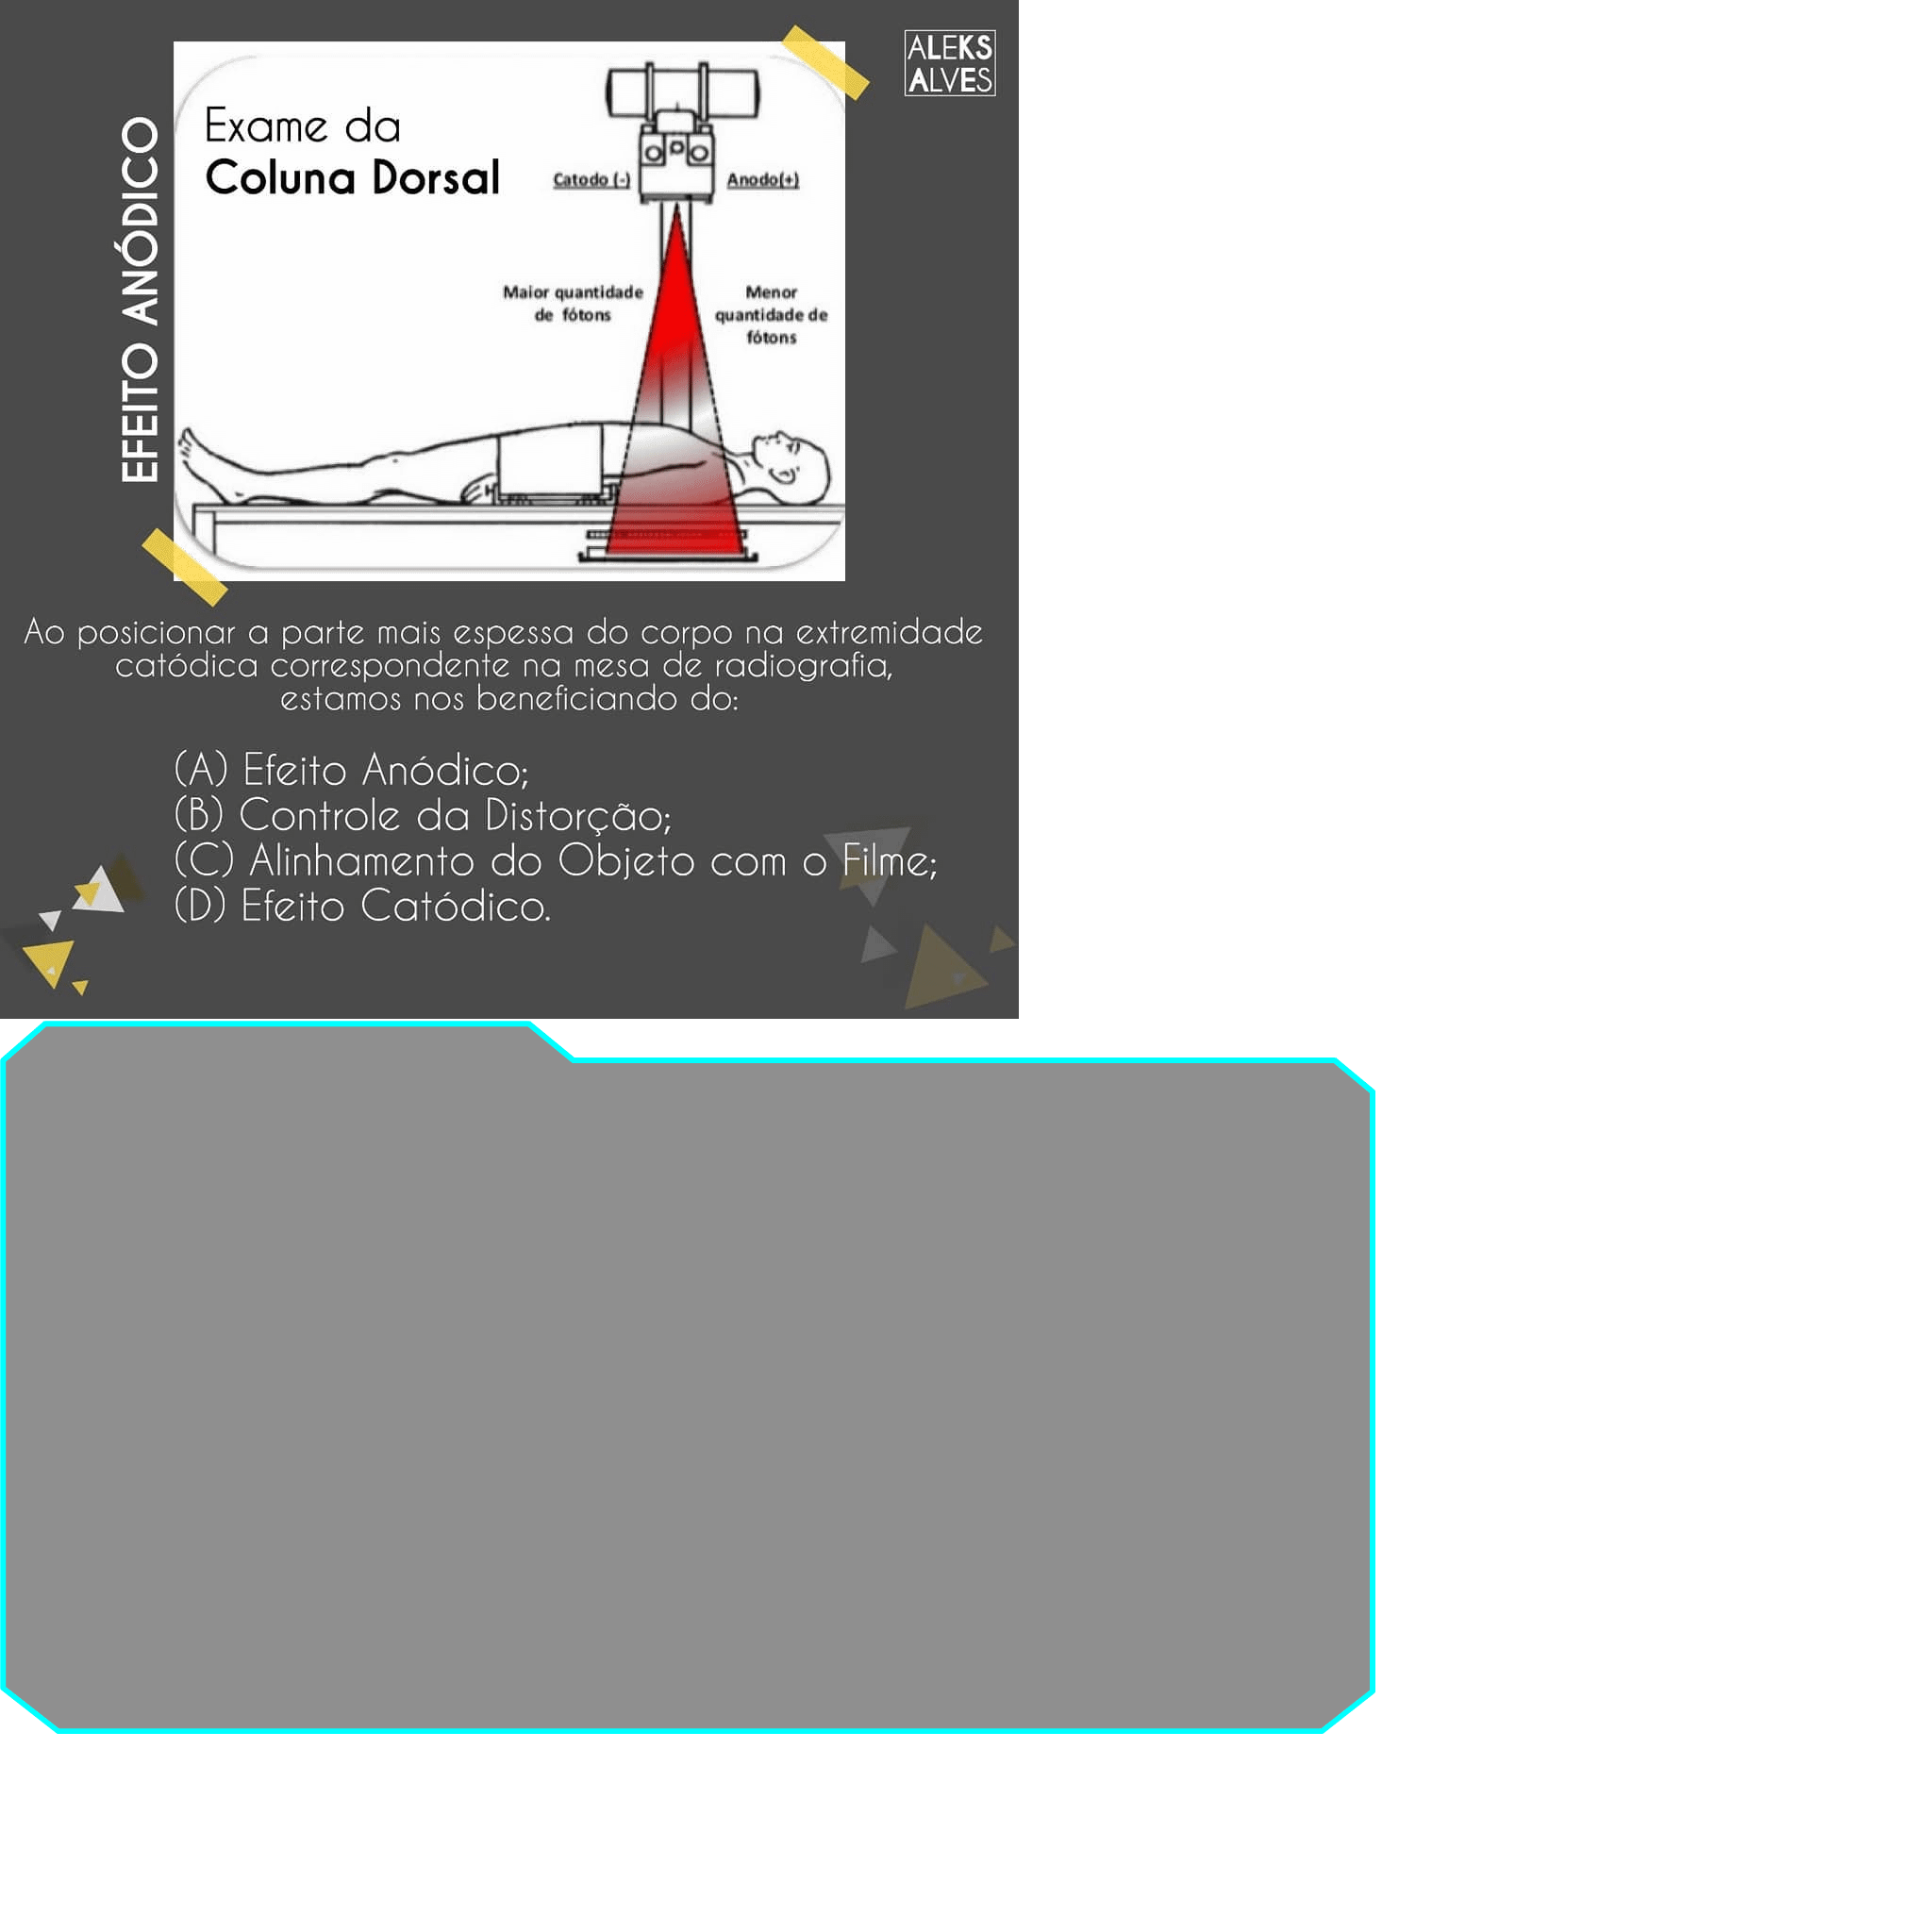 ALEKS
ALVES
EFEITO ANÓDICO
Exame da
Coluna Dorsal
Catodo (-)
Anodo(+)
Maior quantidade
de fótons
Menor
quantidade de
fótons
Ao posicionar a parte mais espessa do corpo na extremidade
catódica correspondente na mesa de radiografia,
estamos nos beneficiando do:
(A) Efeito Anódico;
(B) Controle da Distorção;
(C) Alinhamento do Objeto com o Filme;
(D) Efeito Catódico.